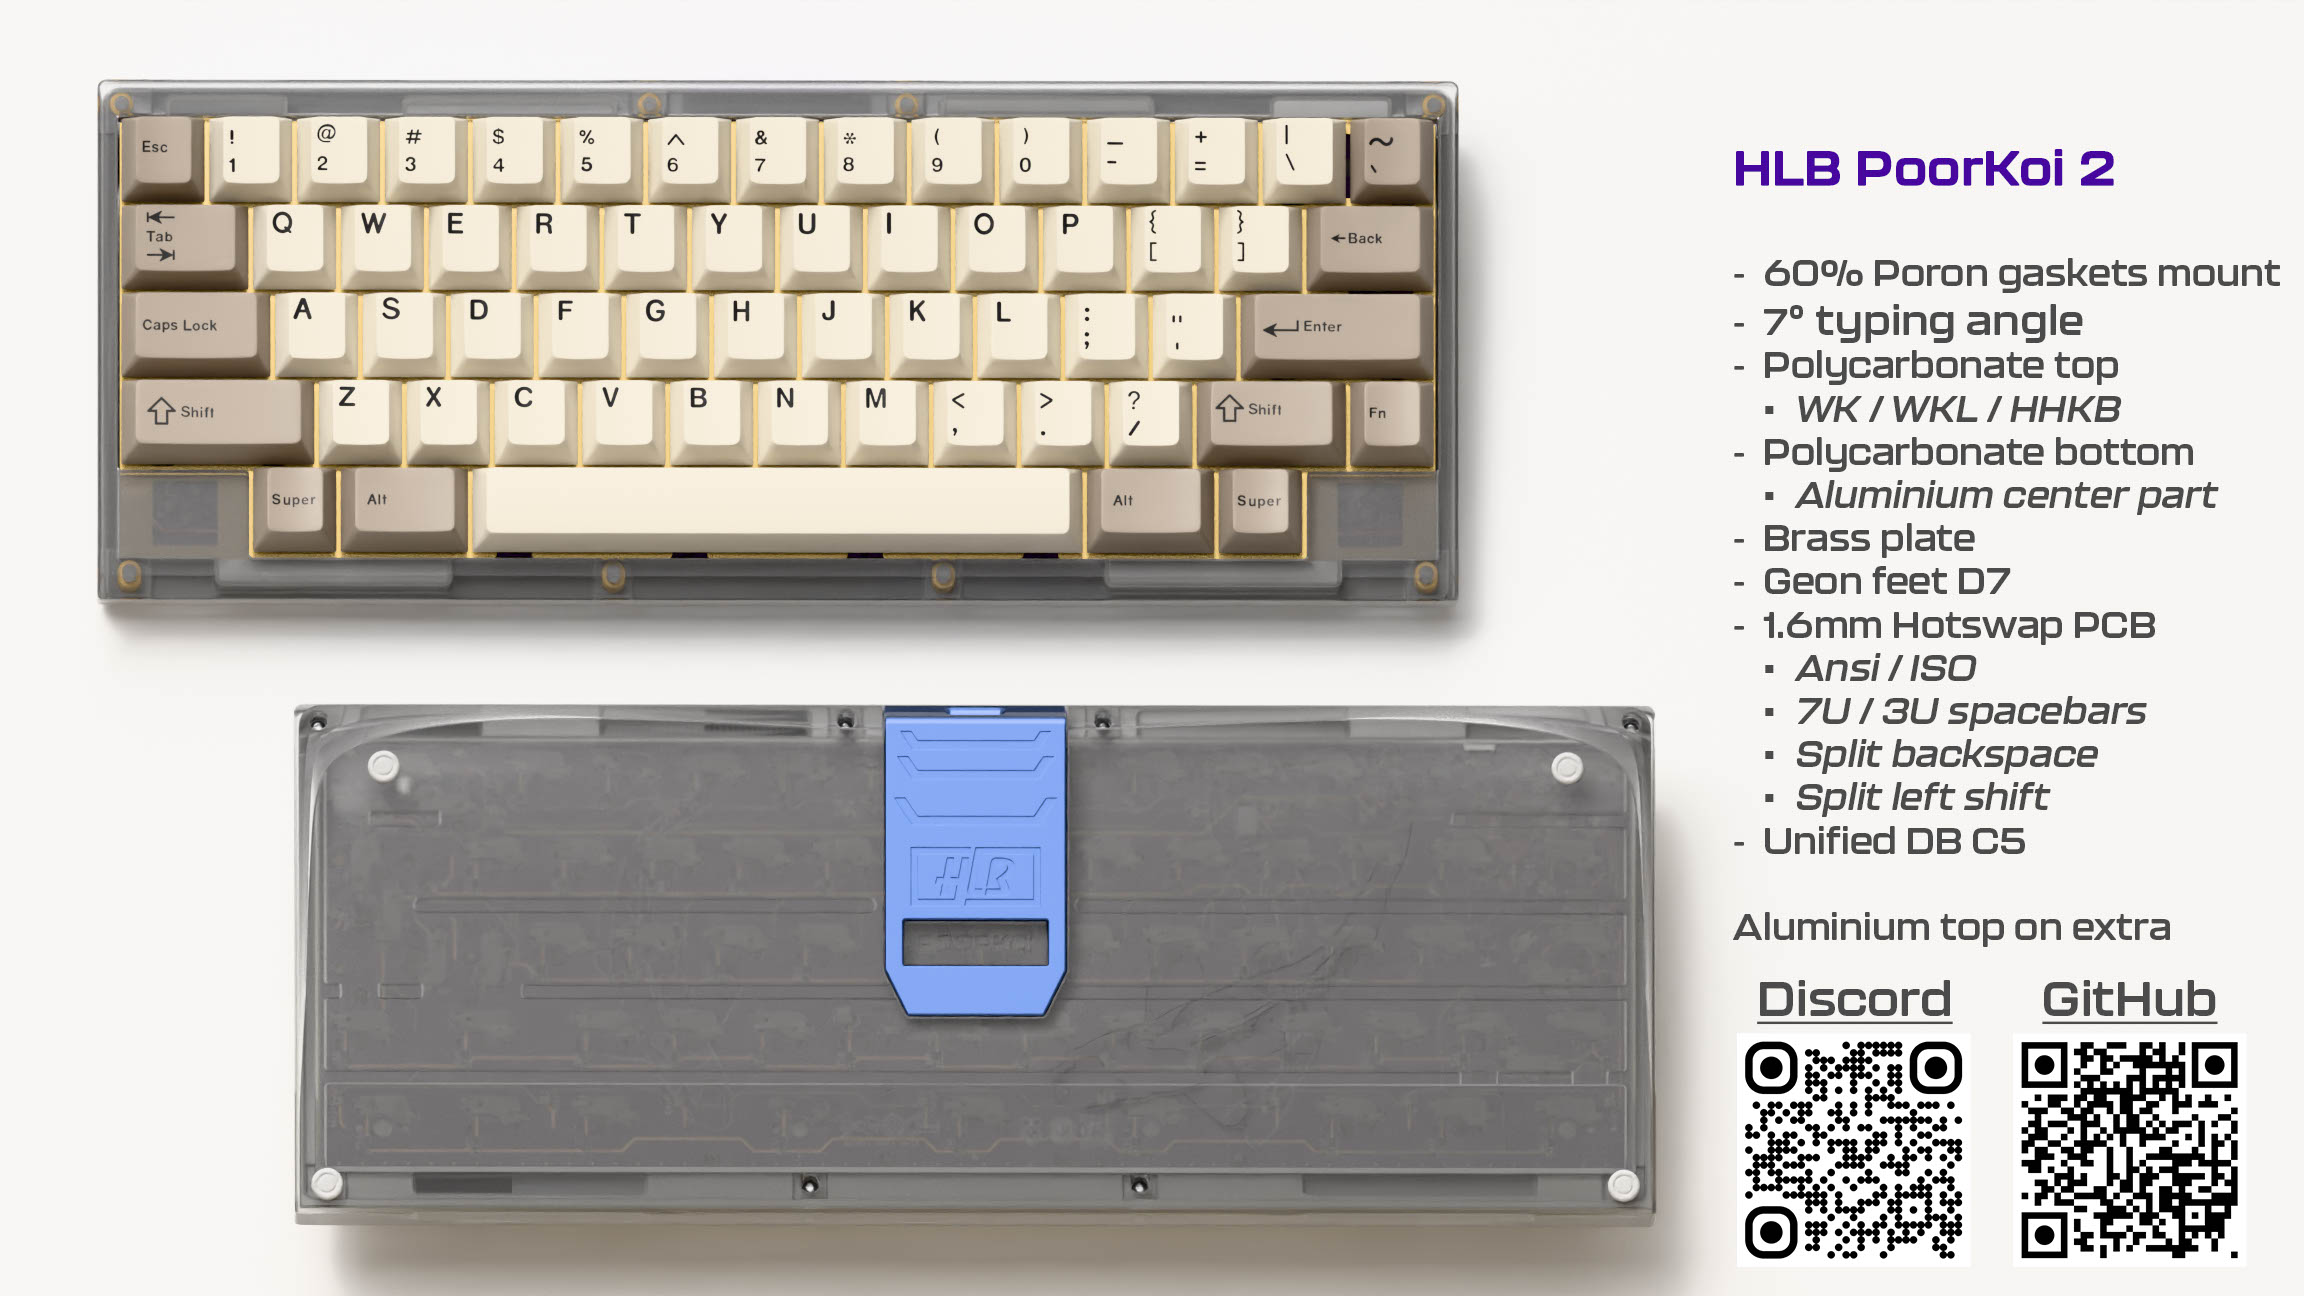 Esc ! 1 @ 2 # 3 $ 4 % 5 ^ 6 & 7 * 8 ( 9 ) 0 _ - + = | \ ~ `
Tab Q W E R T Y U I O P { [ } ] ←Back
Caps Lock A S D F G H J K L : ; " ' Enter
Shift Z X C V B N M < , > . ? / Shift Fn
Super Alt Alt Super
HLB
PoorKoi
HLB PoorKoi 2
- 60% Poron gaskets mount
- 7° typing angle
- Polycarbonate top
▪ WK / WKL / HHKB
- Polycarbonate bottom
▪ Aluminium center part
- Brass plate
- Geon feet D7
- 1.6mm Hotswap PCB
▪ Ansi / ISO
▪ 7U / 3U spacebars
▪ Split backspace
▪ Split left shift
- Unified DB C5
Aluminium top on extra
Discord GitHub